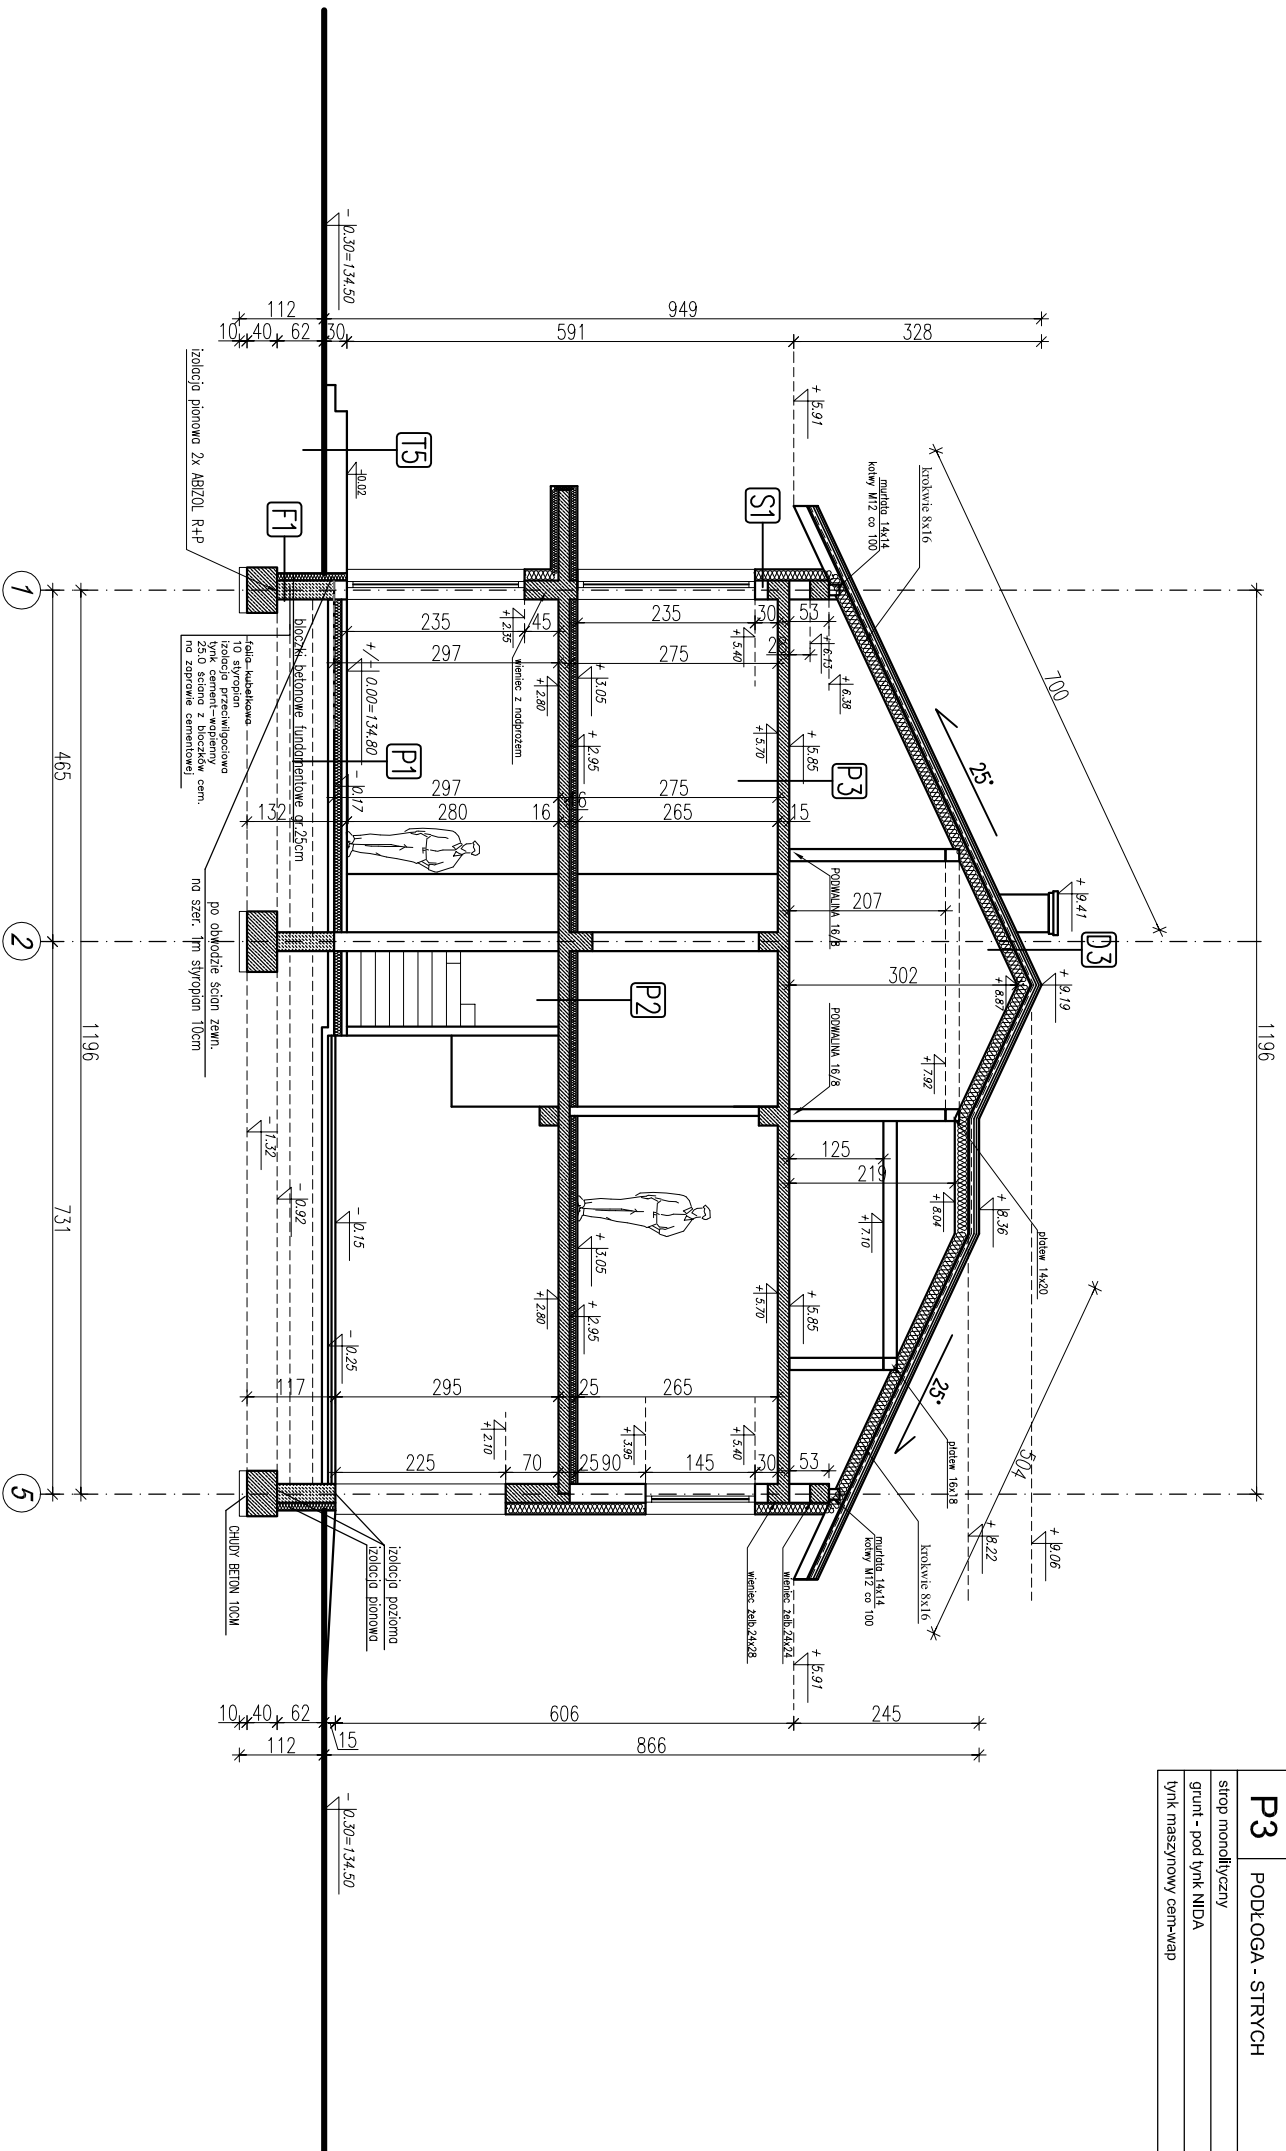 P3 PODŁOGA - STRYCH
strop monolityczny
grunt - pod tynk NIDA
tynk maszynowy cem-wap
1196
700
504
25°
25°
+ 9.41
+ 9.19
+ 9.06
+ 8.87
+ 8.36
+ 8.22
+ 8.04
+ 7.92
+ 7.10
+ 6.38
+ 6.13
+ 5.91
+ 5.91
krokwie 8x16
murłata 14x14
kotwy M12 co 100
krokwie 8x16
murłata 14x14
kotwy M12 co 100
płatew 14x20
płatew 16x18
wieniec żelb.24x24
wieniec żelb.24x28
PODWALINA 16/8
PODWALINA 16/8
D3
S1
P3
P2
P1
T5
F1
207
302
125
219
53
53
949
112
328
591
30
62
40
10
866
112
245
606
15
62
40
10
+ 5.85
+ 5.85
+ 5.70
+ 5.70
+ 5.40
+ 5.40
+ 3.95
+ 3.05
+ 3.05
+ 2.95
+ 2.95
+ 2.80
+ 2.80
+ 2.35
+ 2.10
235
45
235
30
297
275
297
275
132
280
16
6
265
15
117
295
25
265
225
70
25
90
145
30
wieniec z nadprożem
+/- 0.00=134.80
- 0.30=134.50
- 0.30=134.50
-0.02
- 0.17
- 0.15
- 0.25
- 0.92
- 1.32
izolacja pionowa 2x ABIZOL R+P
bloczki betonowe fundamentowe gr.25cm
folia kubełkowa
10 styropian
izolacja przeciwilgociowa
tynk cement-wapienny
25.0 ściana z bloczków cem.
na zaprawie cementowej
po obwodzie ścian zewn.
na szer. 1m styropian 10cm
izolacja pozioma
izolacja pionowa
CHUDY BETON 10CM
465
731
1196
1
2
5